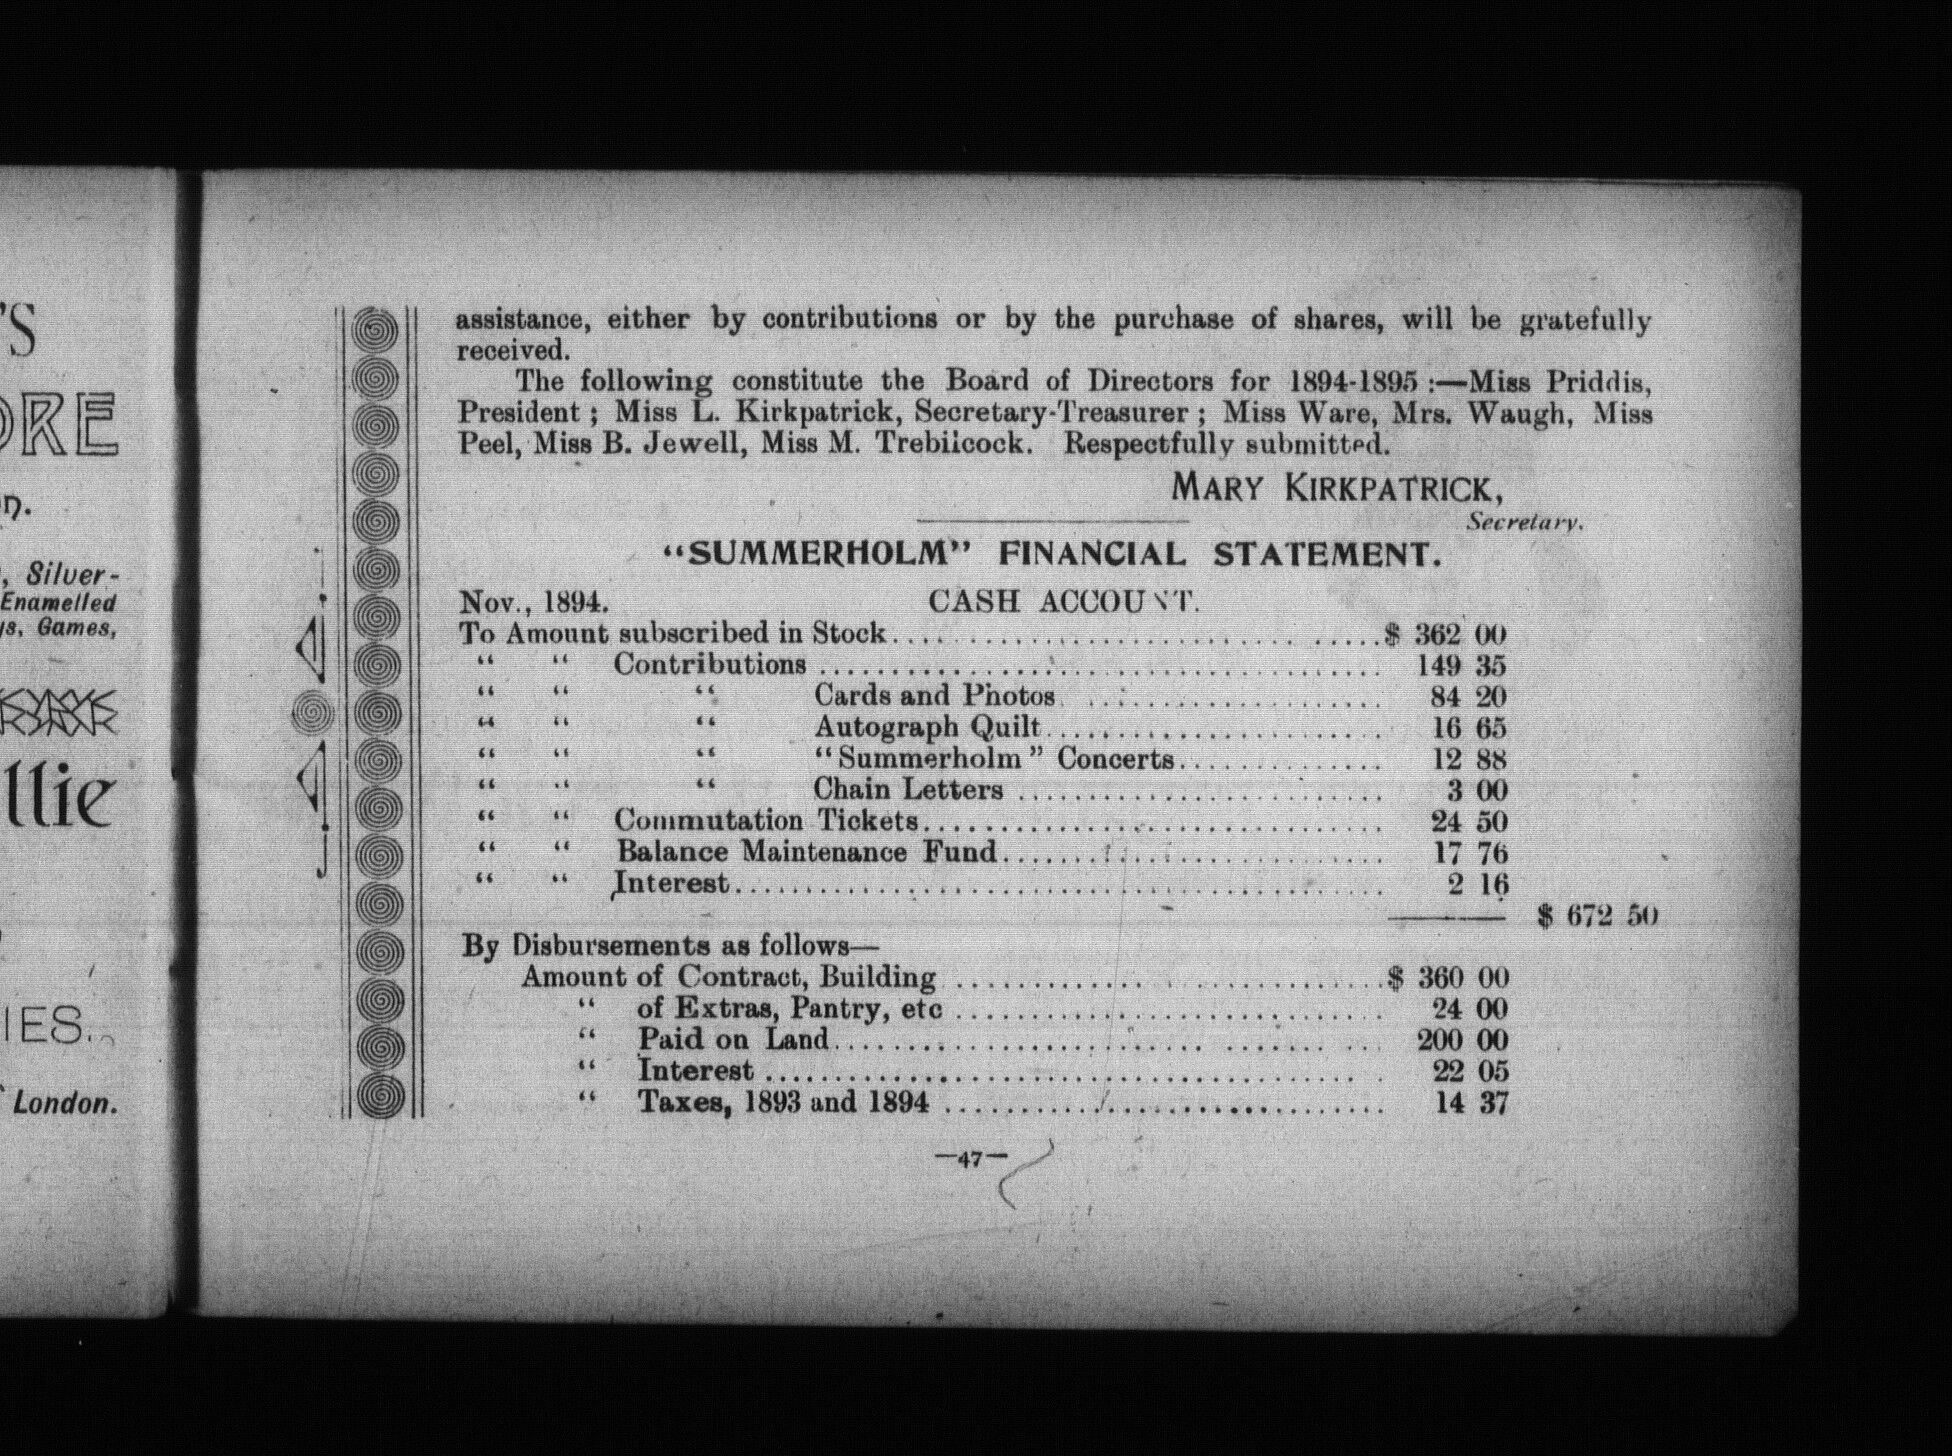 'S
ORE
on.
, Silver-
Enamelled
ys, Games,
llie
IES.
London.
assistance, either by contributions or by the purchase of shares, will be gratefully
received.
The following constitute the Board of Directors for 1894-1895 :—Miss Priddis,
President ; Miss L. Kirkpatrick, Secretary-Treasurer ; Miss Ware, Mrs. Waugh, Miss
Peel, Miss B. Jewell, Miss M. Trebilcock. Respectfully submitted.
MARY KIRKPATRICK,
Secretary.
"SUMMERHOLM" FINANCIAL STATEMENT.
Nov., 1894. CASH ACCOUNT.
To Amount subscribed in Stock........................................$ 362 00
" " Contributions ........................................ 149 35
" " " Cards and Photos........................ 84 20
" " " Autograph Quilt........................ 16 65
" " " "Summerholm" Concerts.............. 12 88
" " " Chain Letters .......................... 3 00
" " Commutation Tickets................................ 24 50
" " Balance Maintenance Fund........................... 17 76
" " Interest.............................................. 2 16
$ 672 50
By Disbursements as follows—
Amount of Contract, Building ................................$ 360 00
" of Extras, Pantry, etc ............................... 24 00
" Paid on Land........................................ 200 00
" Interest ............................................ 22 05
" Taxes, 1893 and 1894 ................................ 14 37
—47—